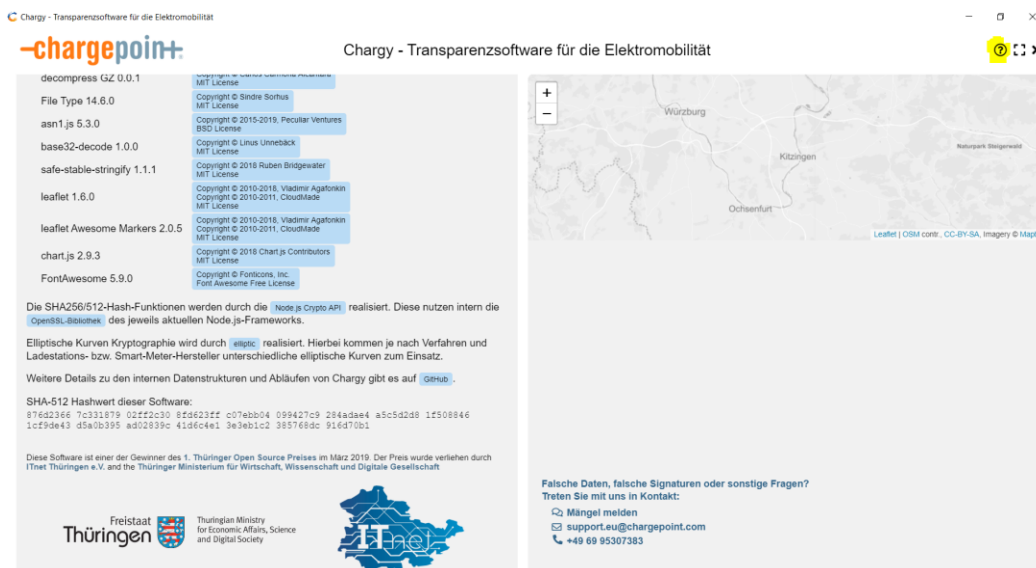 Chargy - Transparenzsoftware für die Elektromobilität
-chargepoin+.
Chargy - Transparenzsoftware für die Elektromobilität
decompress GZ 0.0.1
Copyright © Carles Carmona Alcántara
MIT License
File Type 14.6.0
Copyright © Sindre Sorhus
MIT License
asn1.js 5.3.0
Copyright © 2015-2019, Peculiar Ventures
BSD License
base32-decode 1.0.0
Copyright © Linus Unnebäck
MIT License
safe-stable-stringify 1.1.1
Copyright © 2018 Ruben Bridgewater
MIT License
leaflet 1.6.0
Copyright © 2010-2018, Vladimir Agafonkin
Copyright © 2010-2011, CloudMade
MIT License
leaflet Awesome Markers 2.0.5
Copyright © 2010-2018, Vladimir Agafonkin
Copyright © 2010-2011, CloudMade
MIT License
chart.js 2.9.3
Copyright © 2018 Chart.js Contributors
MIT License
FontAwesome 5.9.0
Copyright © Fonticons, Inc.
Font Awesome Free License
Die SHA256/512-Hash-Funktionen werden durch die Node.js Crypto API realisiert. Diese nutzen intern die
OpenSSL-Bibliothek des jeweils aktuellen Node.js-Frameworks.
Elliptische Kurven Kryptographie wird durch elliptic realisiert. Hierbei kommen je nach Verfahren und
Ladestations- bzw. Smart-Meter-Hersteller unterschiedliche elliptische Kurven zum Einsatz.
Weitere Details zu den internen Datenstrukturen und Abläufen von Chargy gibt es auf GitHub .
SHA-512 Hashwert dieser Software:
876d2366 7c331879 02ff2c30 8fd623ff c07ebb04 099427c9 284adae4 a5c5d2d8 1f508846
1cf9de43 d5a0b395 ad02839c 41d6c4e1 3e3eb1c2 385768dc 916d70b1
Diese Software ist einer der Gewinner des 1. Thüringer Open Source Preises im März 2019. Der Preis wurde verliehen durch
ITnet Thüringen e.V. and the Thüringer Ministerium für Wirtschaft, Wissenschaft und Digitale Gesellschaft
Freistaat
Thüringen
Thuringian Ministry
for Economic Affairs, Science
and Digital Society
ITnet
+
−
Würzburg
Kitzingen
Naturpark Steigerwald
Ochsenfurt
Leaflet | OSM contr., CC-BY-SA, Imagery © Map
Falsche Daten, falsche Signaturen oder sonstige Fragen?
Treten Sie mit uns in Kontakt:
Mängel melden
support.eu@chargepoint.com
+49 69 95307383